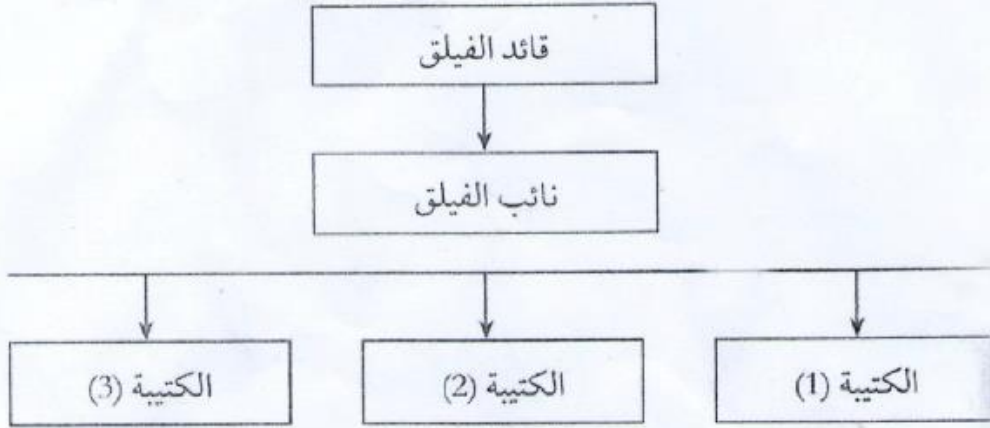 قائد الفيلق
نائب الفيلق
الكتيبة (1)
الكتيبة (2)
الكتيبة (3)